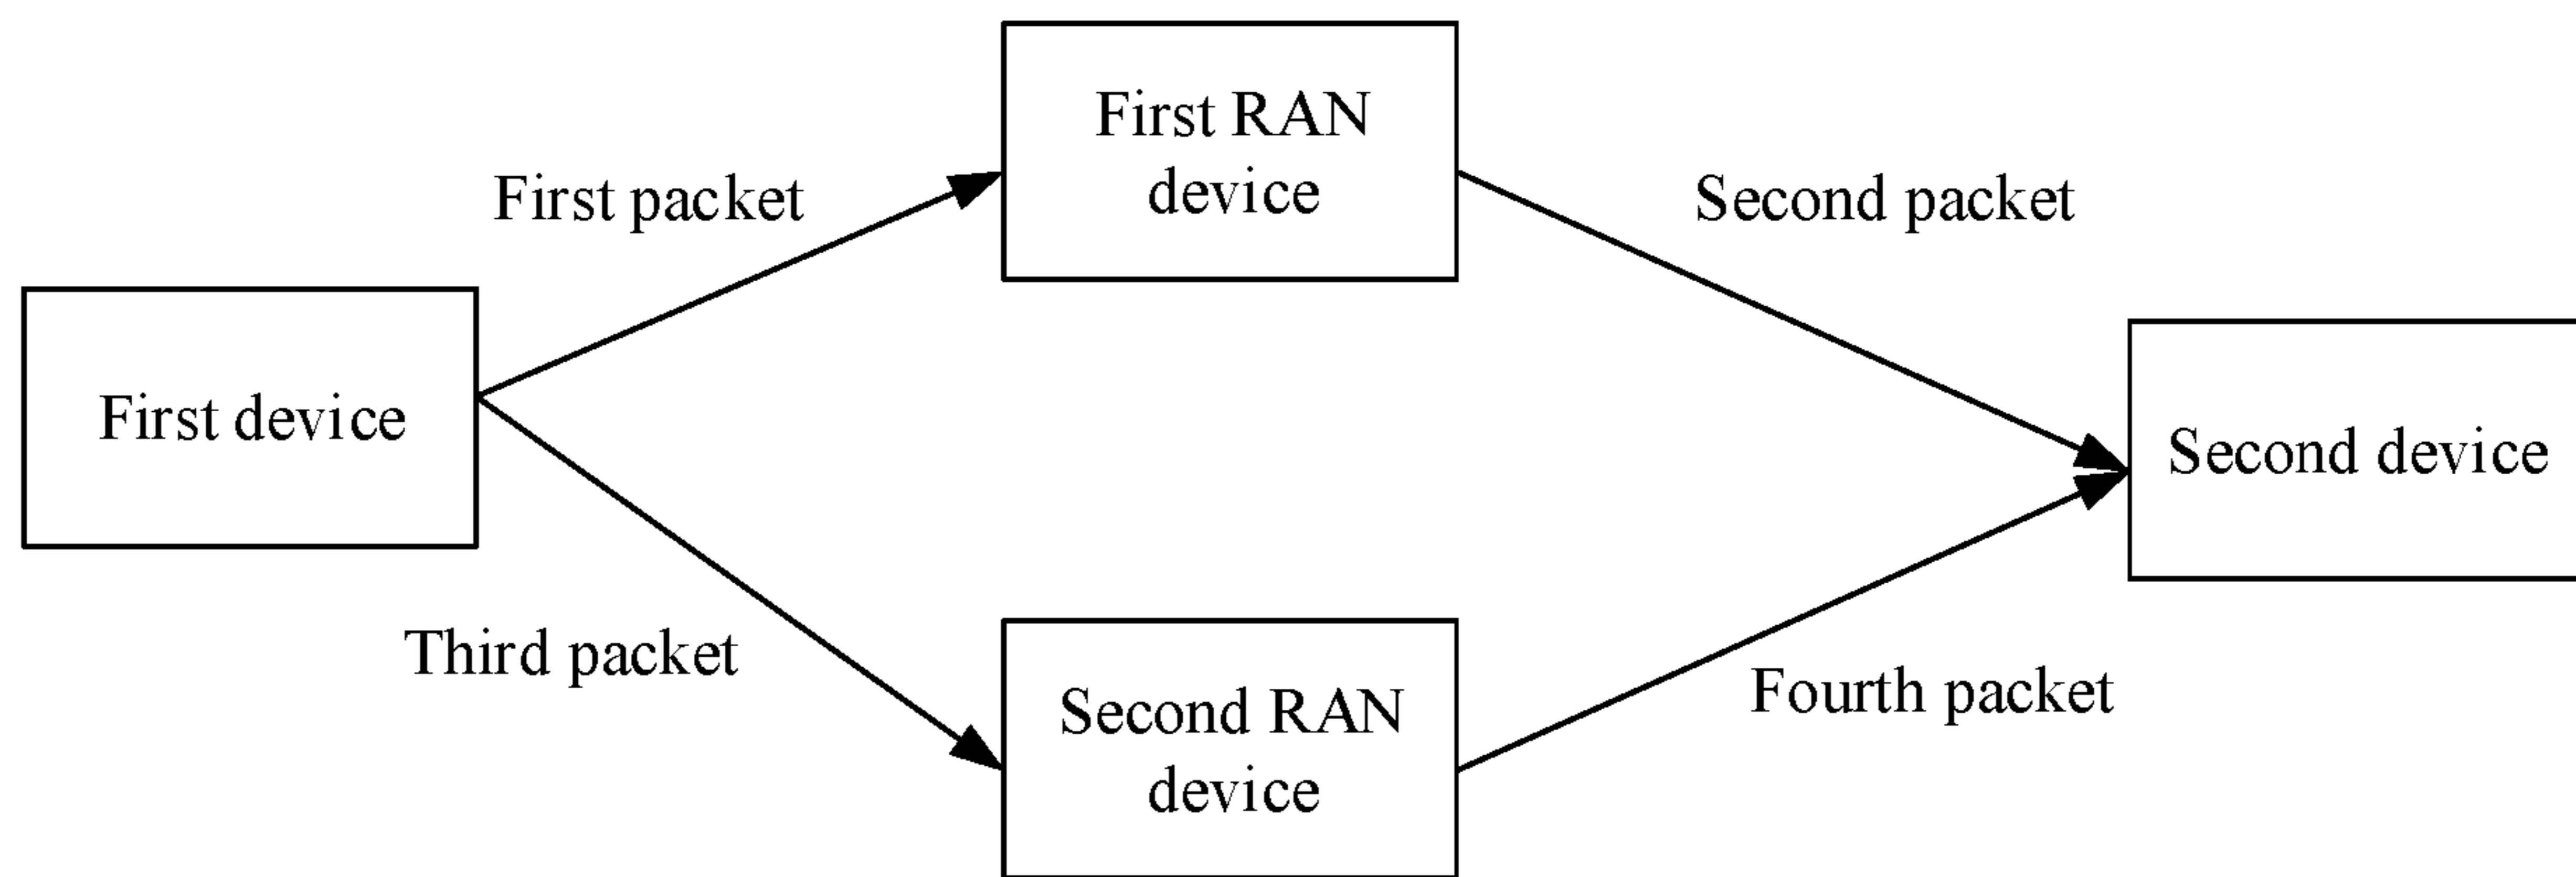 First RAN
device
First packet
Second packet
First device
Second device
Third packet
Second RAN
device
Fourth packet